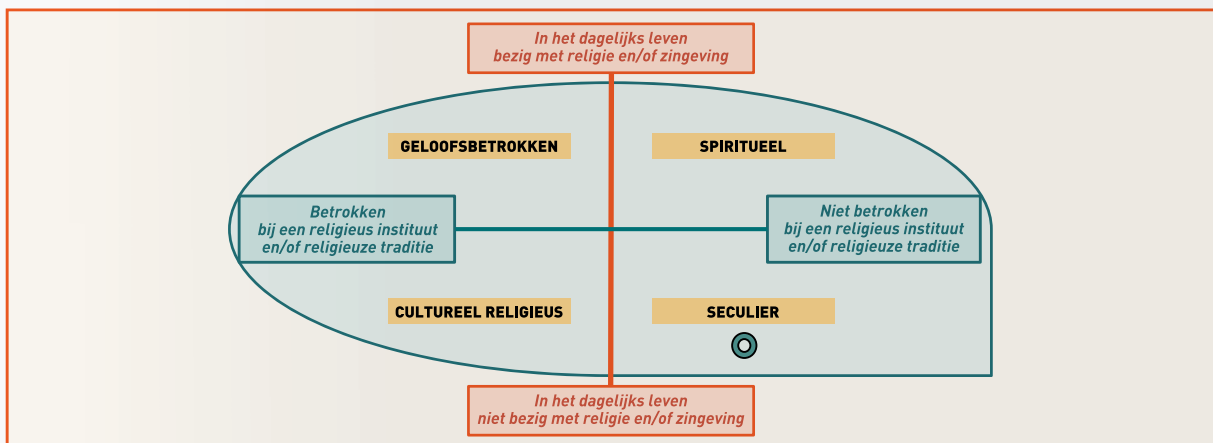 In het dagelijks leven
bezig met religie en/of zingeving
GELOOFSBETROKKEN
SPIRITUEEL
Betrokken
bij een religieus instituut
en/of religieuze traditie
Niet betrokken
bij een religieus instituut
en/of religieuze traditie
CULTUREEL RELIGIEUS
SECULIER
In het dagelijks leven
niet bezig met religie en/of zingeving